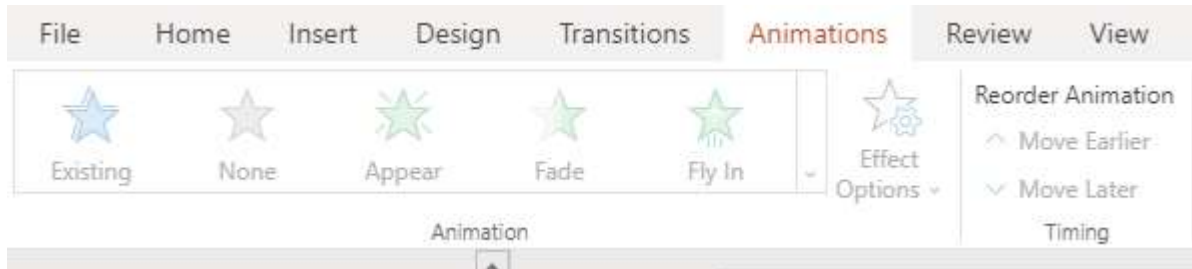 File Home Insert Design Transitions Animations Review View
Existing None Appear Fade Fly In
Effect
Options
Reorder Animation
Move Earlier
Move Later
Animation
Timing